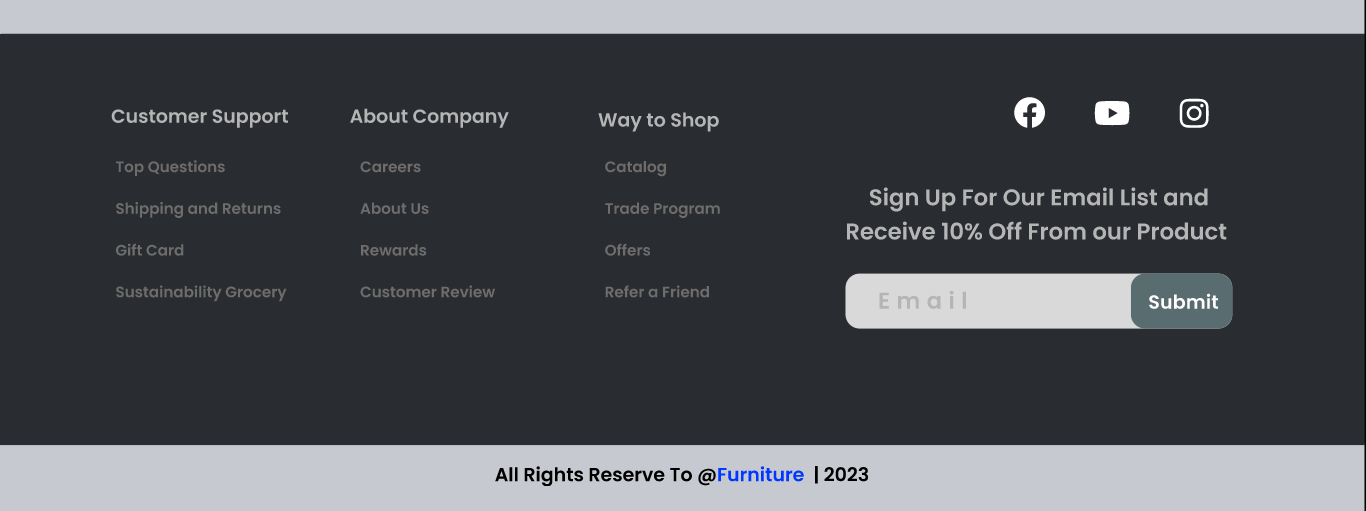 Customer Support
Top Questions
Shipping and Returns
Gift Card
Sustainability Grocery
About Company
Careers
About Us
Rewards
Customer Review
Way to Shop
Catalog
Trade Program
Offers
Refer a Friend
Sign Up For Our Email List and
Receive 10% Off From our Product
Email
Submit
All Rights Reserve To @Furniture | 2023